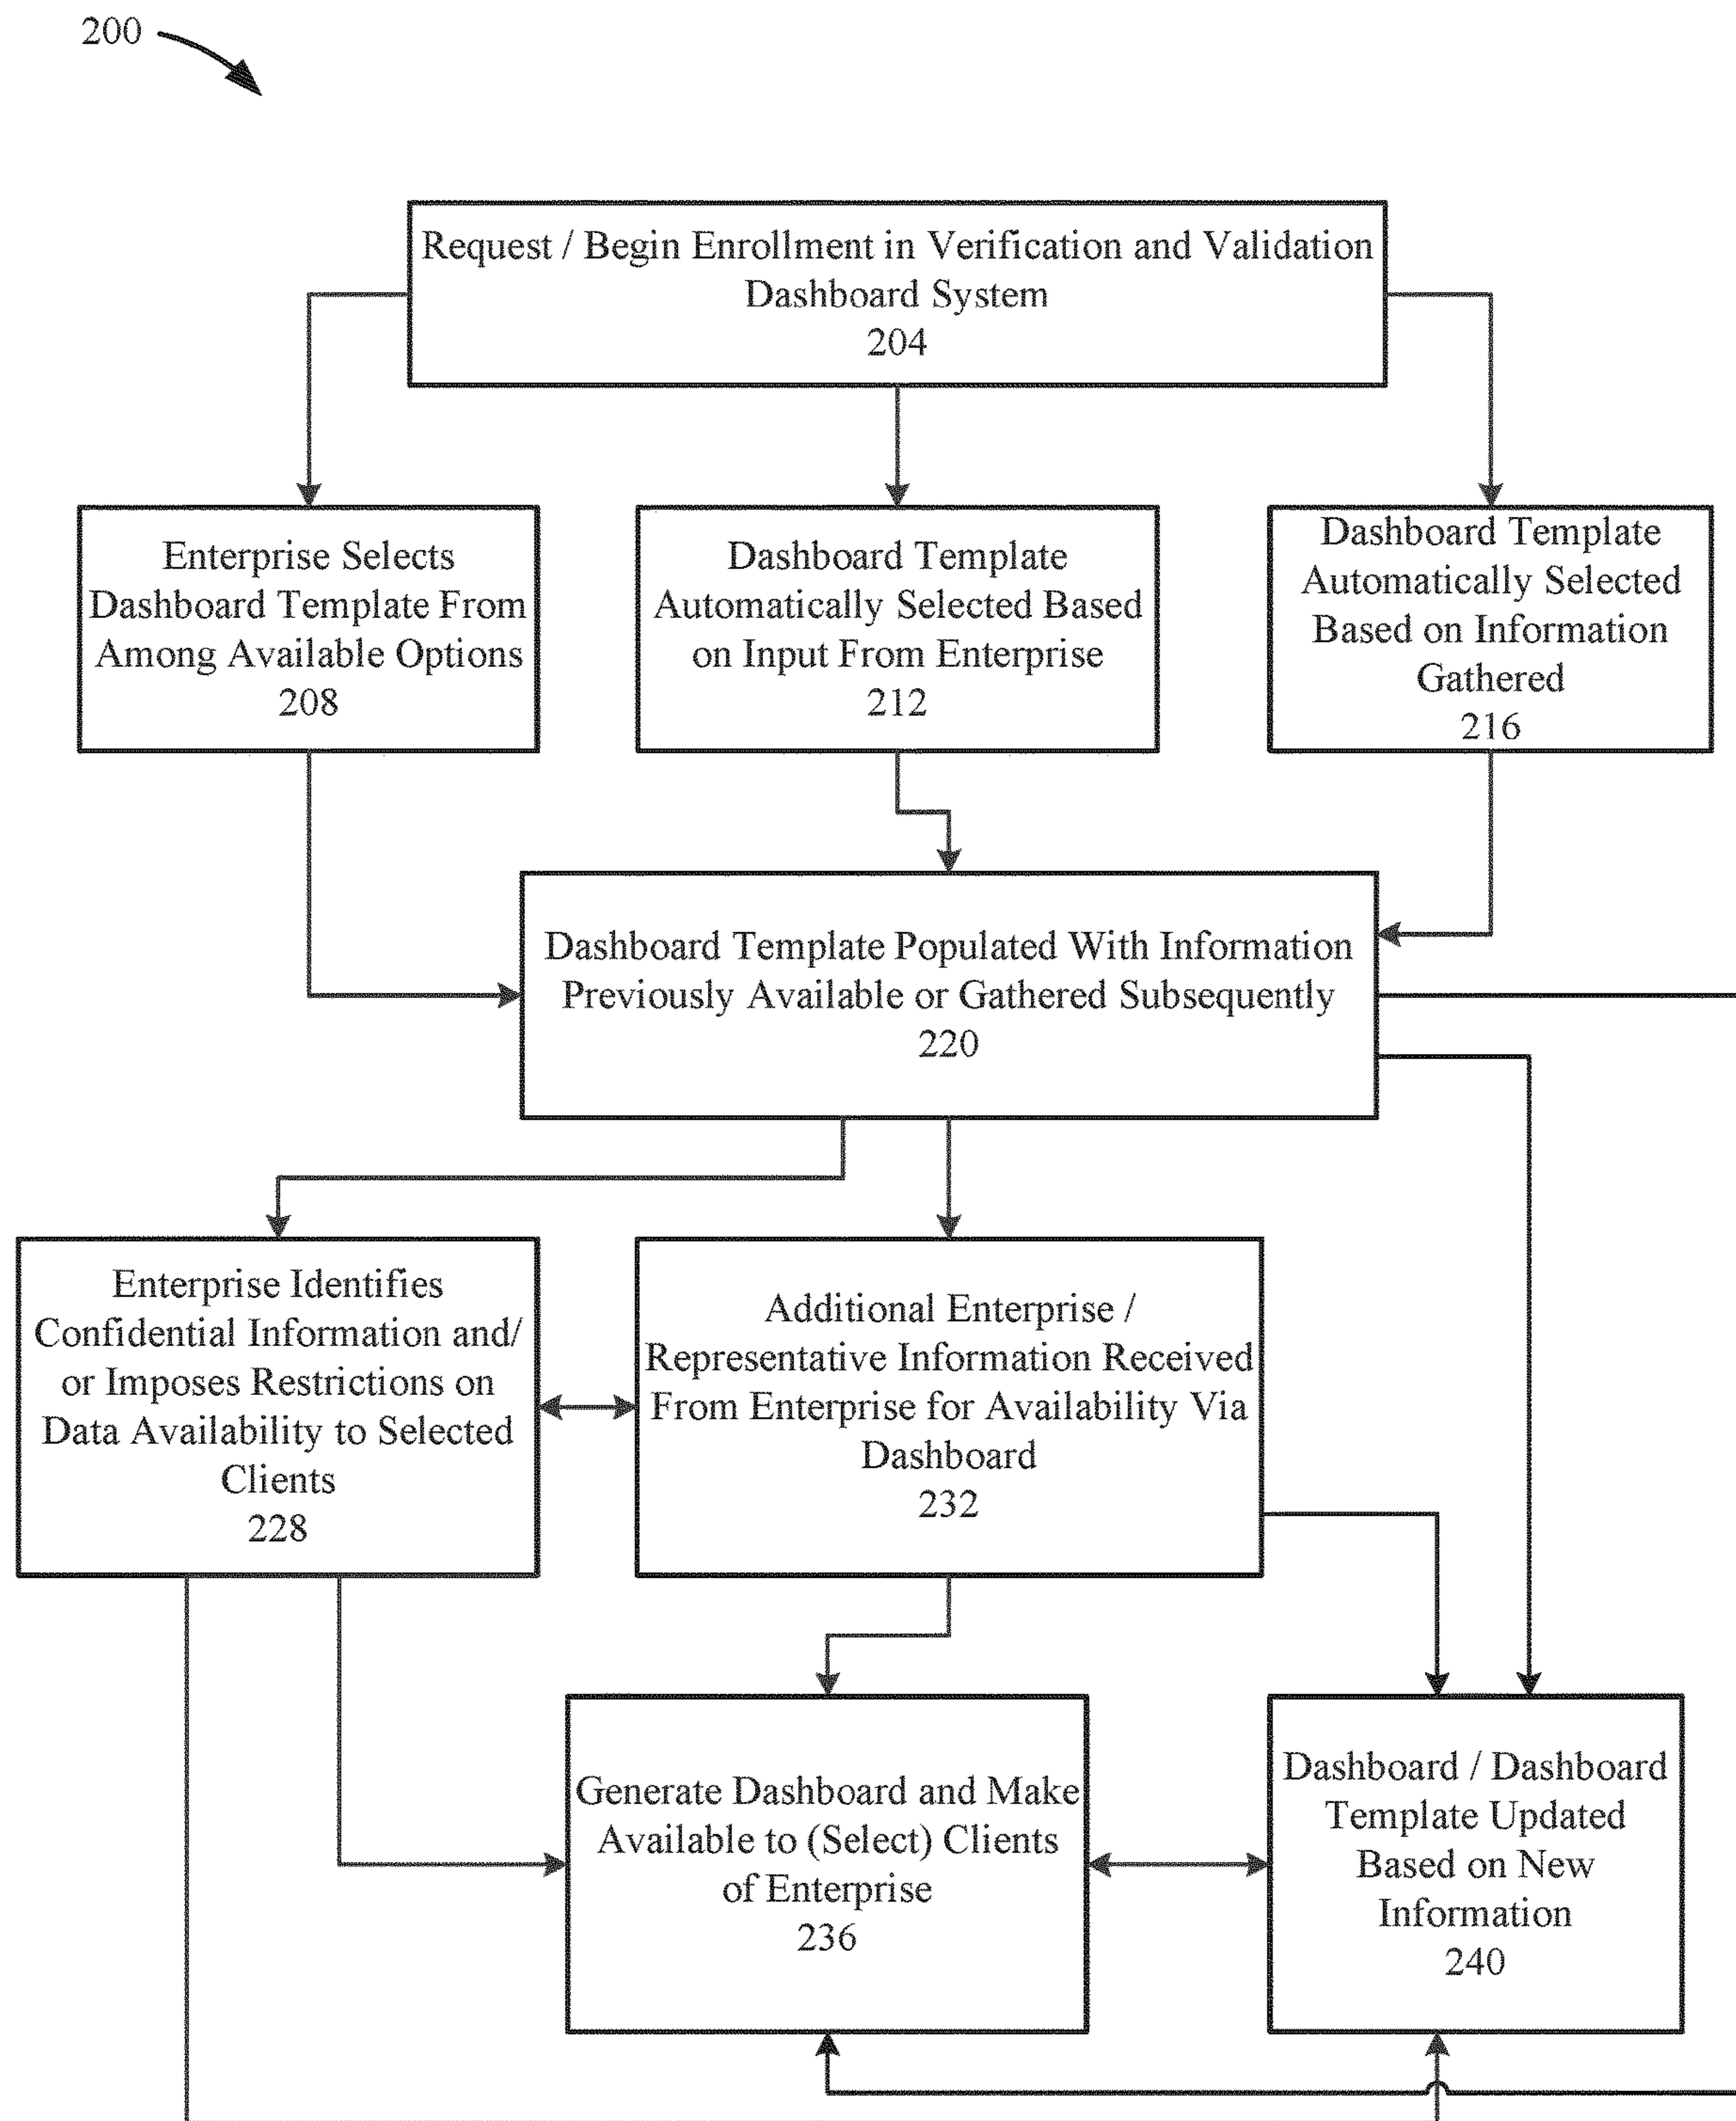 200
Request / Begin Enrollment in Verification and Validation
Dashboard System
204
Enterprise Selects
Dashboard Template From
Among Available Options
208
Dashboard Template
Automatically Selected Based
on Input From Enterprise
212
Dashboard Template
Automatically Selected
Based on Information
Gathered
216
Dashboard Template Populated With Information
Previously Available or Gathered Subsequently
220
Enterprise Identifies
Confidential Information and/
or Imposes Restrictions on
Data Availability to Selected
Clients
228
Additional Enterprise /
Representative Information Received
From Enterprise for Availability Via
Dashboard
232
Generate Dashboard and Make
Available to (Select) Clients
of Enterprise
236
Dashboard / Dashboard
Template Updated
Based on New
Information
240